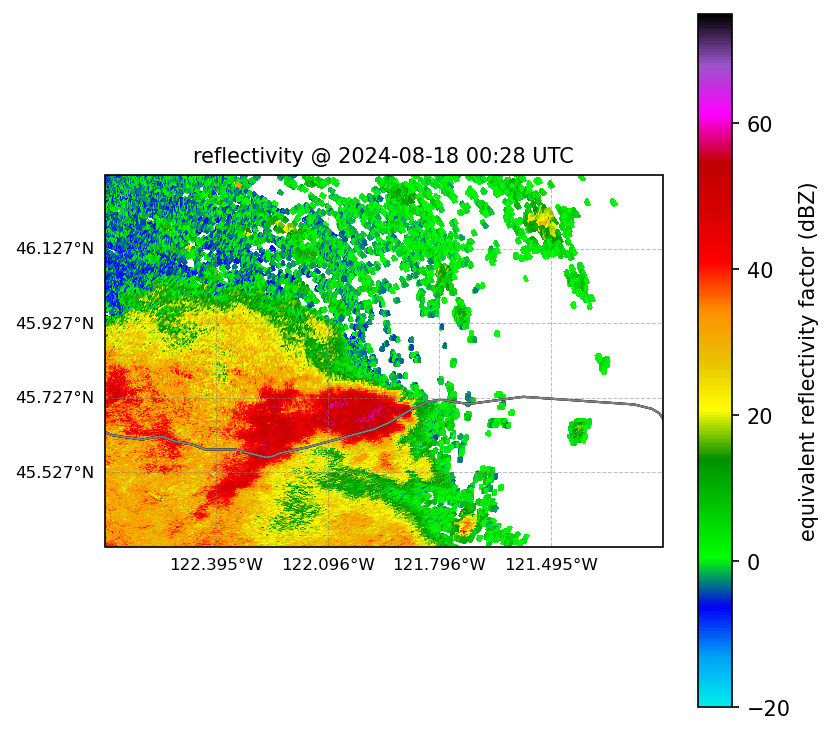 reflectivity @ 2024-08-18 00:28 UTC
46.127°N
45.927°N
45.727°N
45.527°N
122.395°W 122.096°W 121.796°W 121.495°W
60
40
20
0
−20
equivalent reflectivity factor (dBZ)